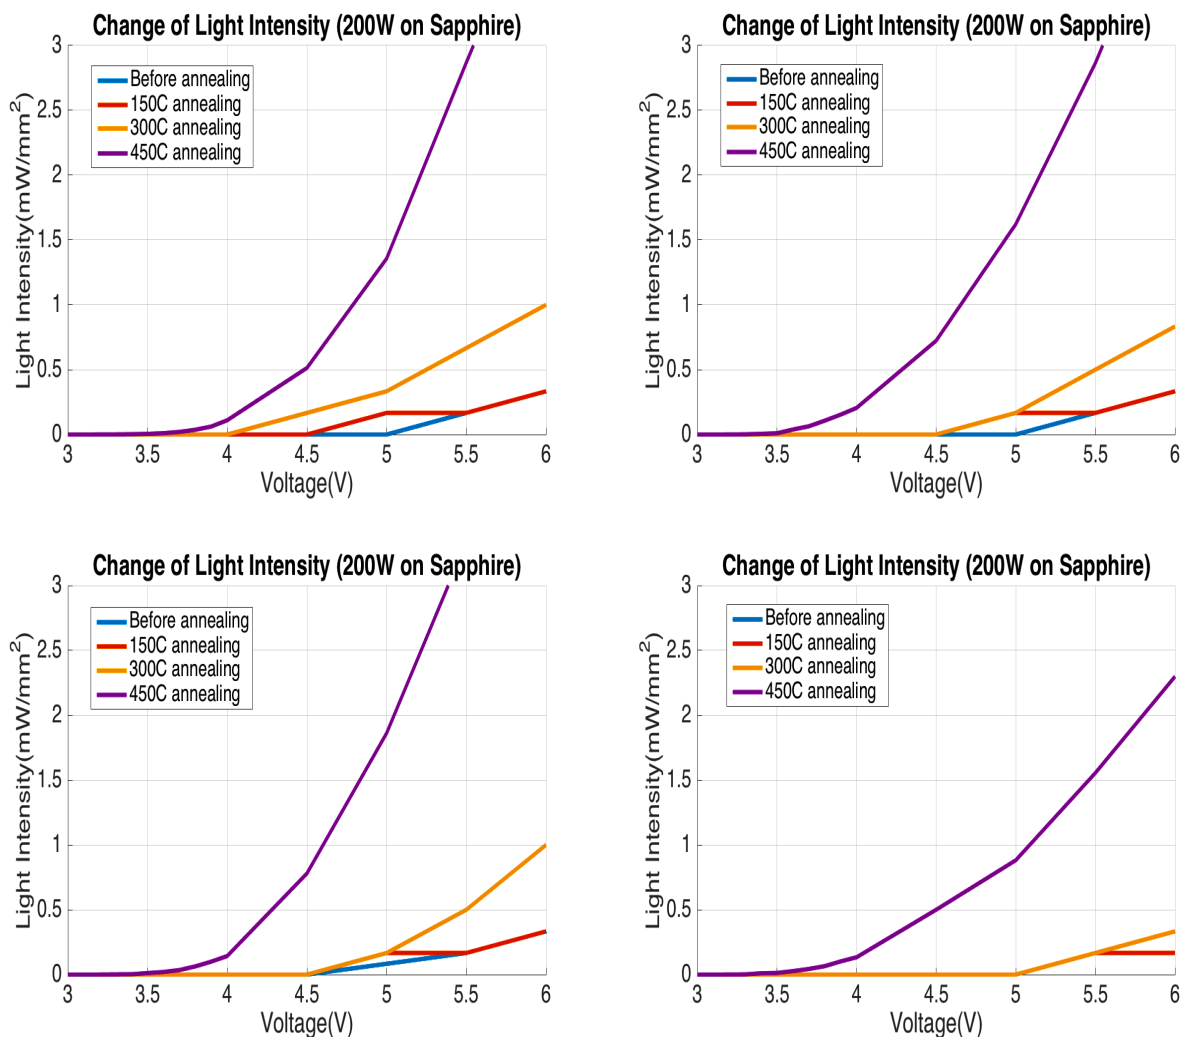 Change of Light Intensity (200W on Sapphire)
3
2.5
2
1.5
1
0.5
0
Light Intensity(mW/mm²)
Before annealing
150C annealing
300C annealing
450C annealing
3 3.5 4 4.5 5 5.5 6
Voltage(V)
Change of Light Intensity (200W on Sapphire)
3
2.5
2
1.5
1
0.5
0
Light Intensity(mW/mm²)
Before annealing
150C annealing
300C annealing
450C annealing
3 3.5 4 4.5 5 5.5 6
Voltage(V)
Change of Light Intensity (200W on Sapphire)
3
2.5
2
1.5
1
0.5
0
Light Intensity(mW/mm²)
Before annealing
150C annealing
300C annealing
450C annealing
3 3.5 4 4.5 5 5.5 6
Voltage(V)
Change of Light Intensity (200W on Sapphire)
3
2.5
2
1.5
1
0.5
0
Light Intensity(mW/mm²)
Before annealing
150C annealing
300C annealing
450C annealing
3 3.5 4 4.5 5 5.5 6
Voltage(V)